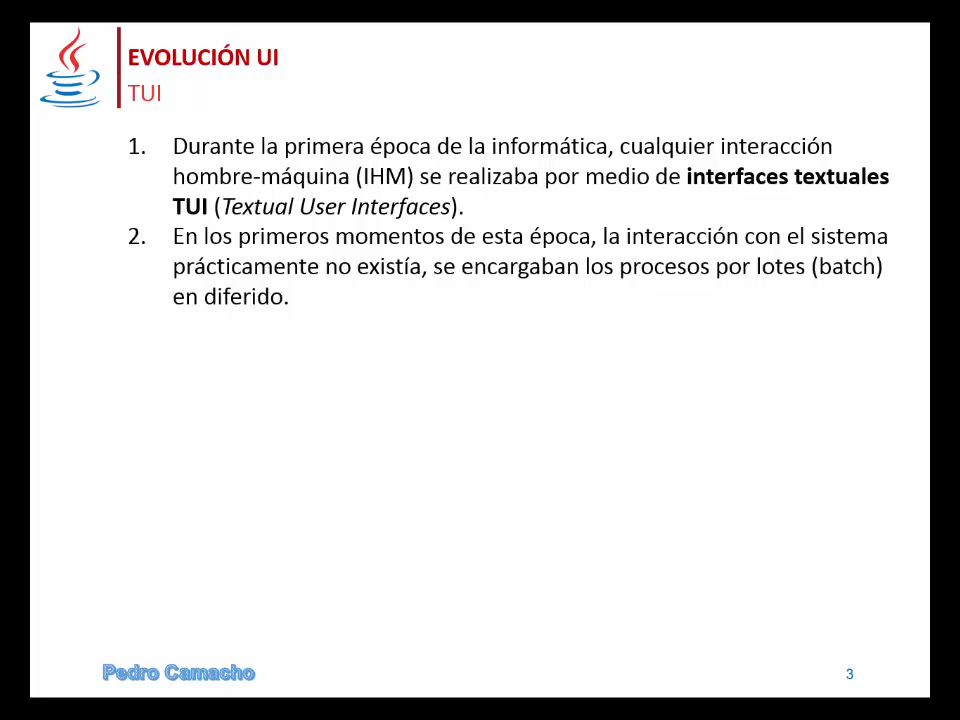 EVOLUCIÓN UI
TUI
1. Durante la primera época de la informática, cualquier interacción
hombre-máquina (IHM) se realizaba por medio de interfaces textuales
TUI (Textual User Interfaces).
2. En los primeros momentos de esta época, la interacción con el sistema
prácticamente no existía, se encargaban los procesos por lotes (batch)
en diferido.
Pedro Camacho
3